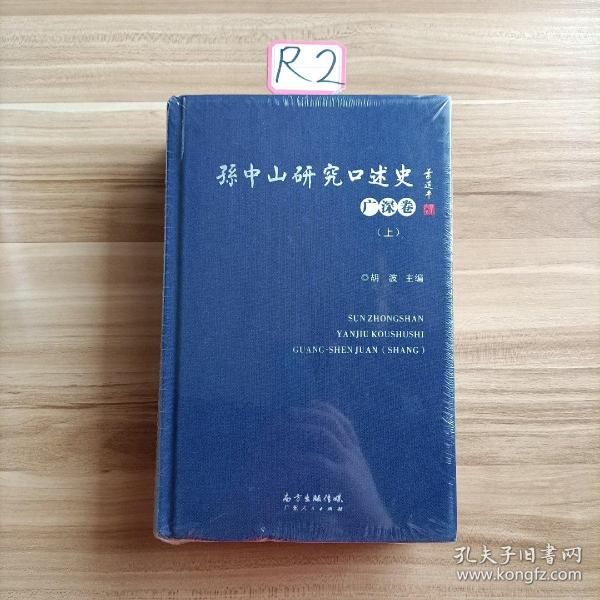 R2
孫中山研究口述史
广深卷
（上）
◎胡 波 主编
SUN ZHONGSHAN
YANJIU KOUSHUSHI
GUANG-SHEN JUAN（SHANG）
南方出版传媒
广东人民出版社
孔夫子旧书网
www.kongfz.com